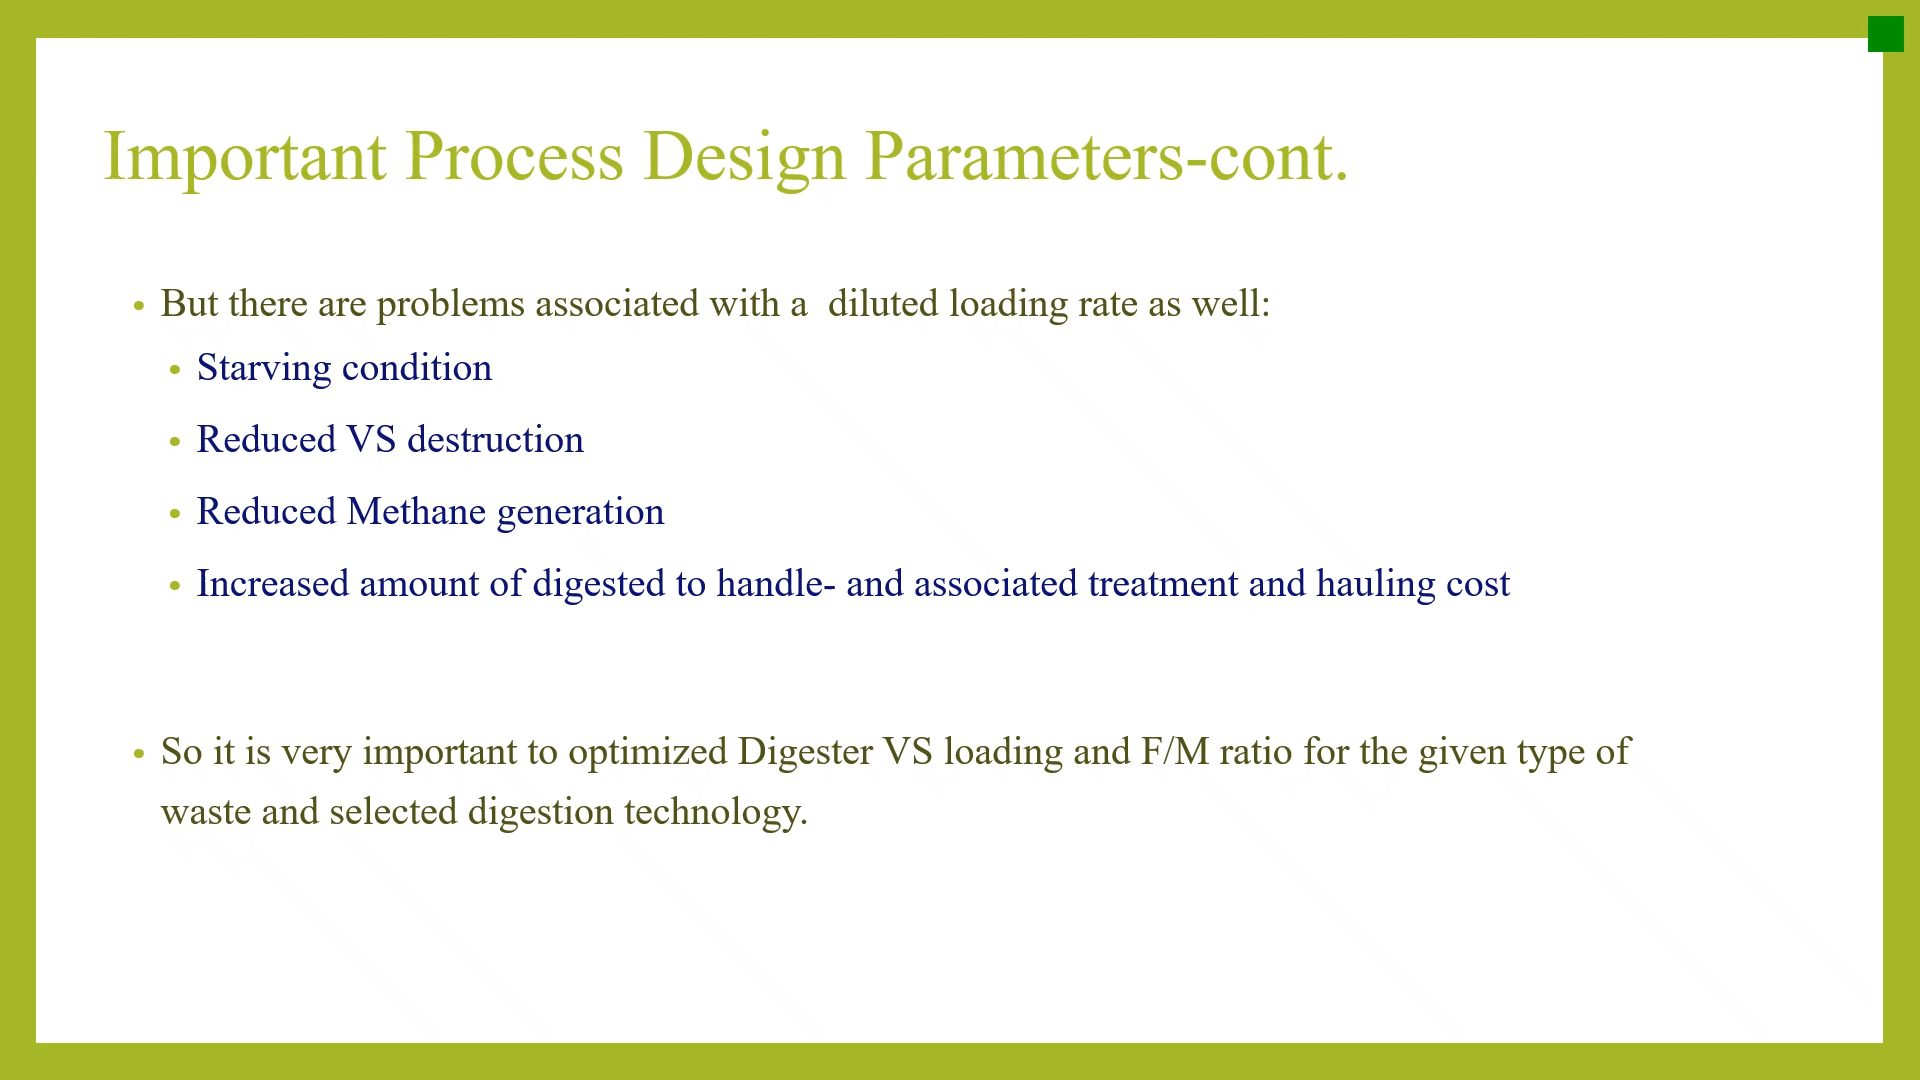 Important Process Design Parameters-cont.
• But there are problems associated with a  diluted loading rate as well:
• Starving condition
• Reduced VS destruction
• Reduced Methane generation
• Increased amount of digested to handle- and associated treatment and hauling cost
• So it is very important to optimized Digester VS loading and F/M ratio for the given type of
waste and selected digestion technology.